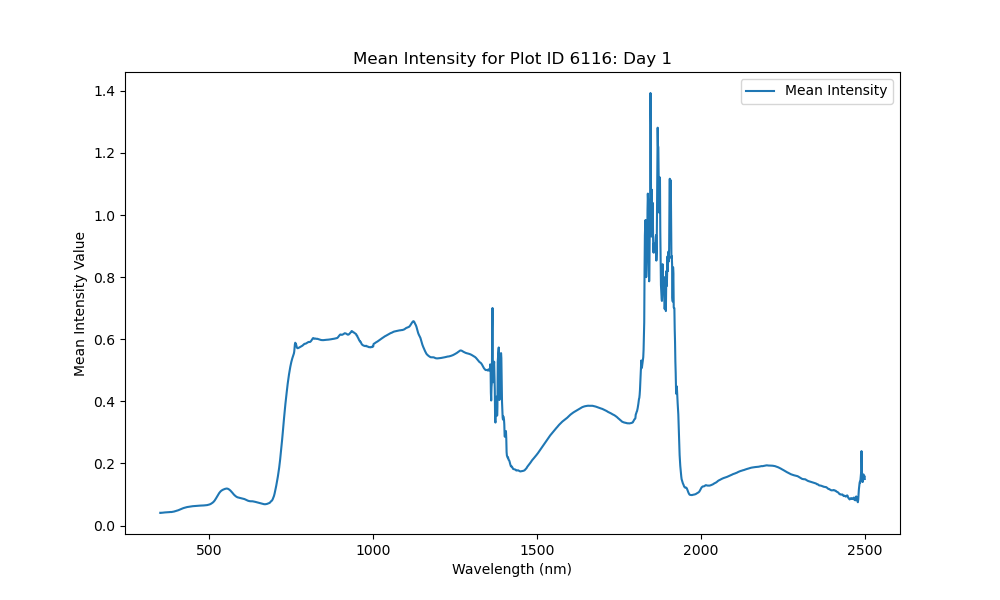 Mean Intensity for Plot ID 6116: Day 1
Mean Intensity
Mean Intensity Value
1.4
1.2
1.0
0.8
0.6
0.4
0.2
0.0
500 1000 1500 2000 2500
Wavelength (nm)